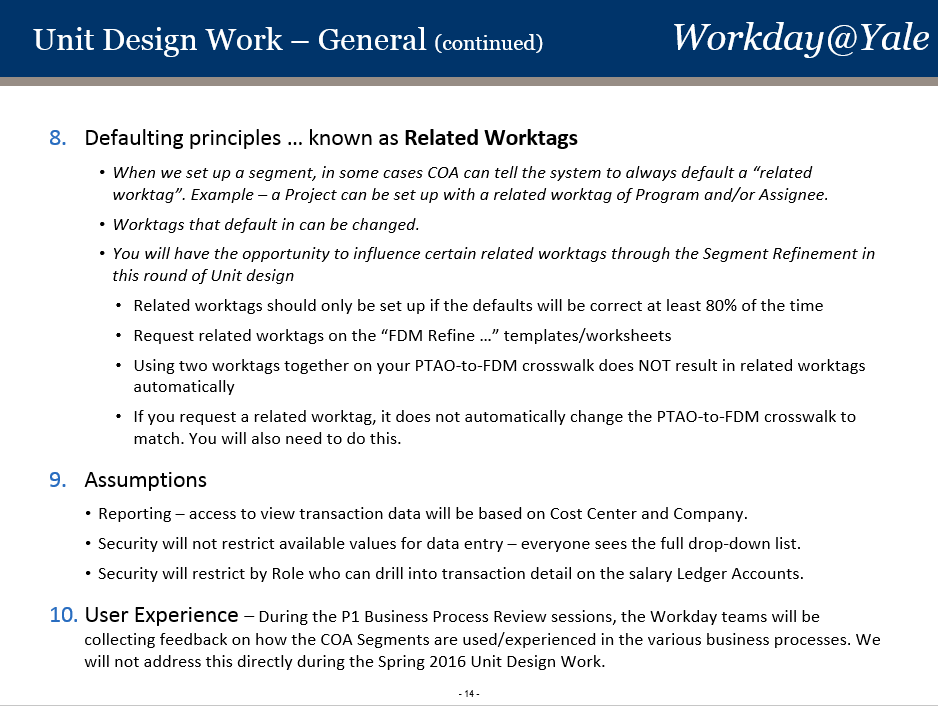 Unit Design Work – General (continued)
Workday@Yale
8. Defaulting principles … known as Related Worktags
• When we set up a segment, in some cases COA can tell the system to always default a “related
worktag”. Example – a Project can be set up with a related worktag of Program and/or Assignee.
• Worktags that default in can be changed.
• You will have the opportunity to influence certain related worktags through the Segment Refinement in
this round of Unit design
• Related worktags should only be set up if the defaults will be correct at least 80% of the time
• Request related worktags on the “FDM Refine …” templates/worksheets
• Using two worktags together on your PTAO-to-FDM crosswalk does NOT result in related worktags
automatically
• If you request a related worktag, it does not automatically change the PTAO-to-FDM crosswalk to
match. You will also need to do this.
9. Assumptions
• Reporting – access to view transaction data will be based on Cost Center and Company.
• Security will not restrict available values for data entry – everyone sees the full drop-down list.
• Security will restrict by Role who can drill into transaction detail on the salary Ledger Accounts.
10. User Experience – During the P1 Business Process Review sessions, the Workday teams will be
collecting feedback on how the COA Segments are used/experienced in the various business processes. We
will not address this directly during the Spring 2016 Unit Design Work.
- 14 -